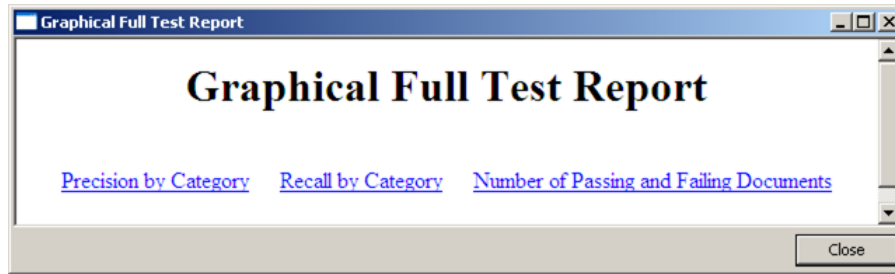 Graphical Full Test Report
Graphical Full Test Report
Precision by Category Recall by Category Number of Passing and Failing Documents
Close